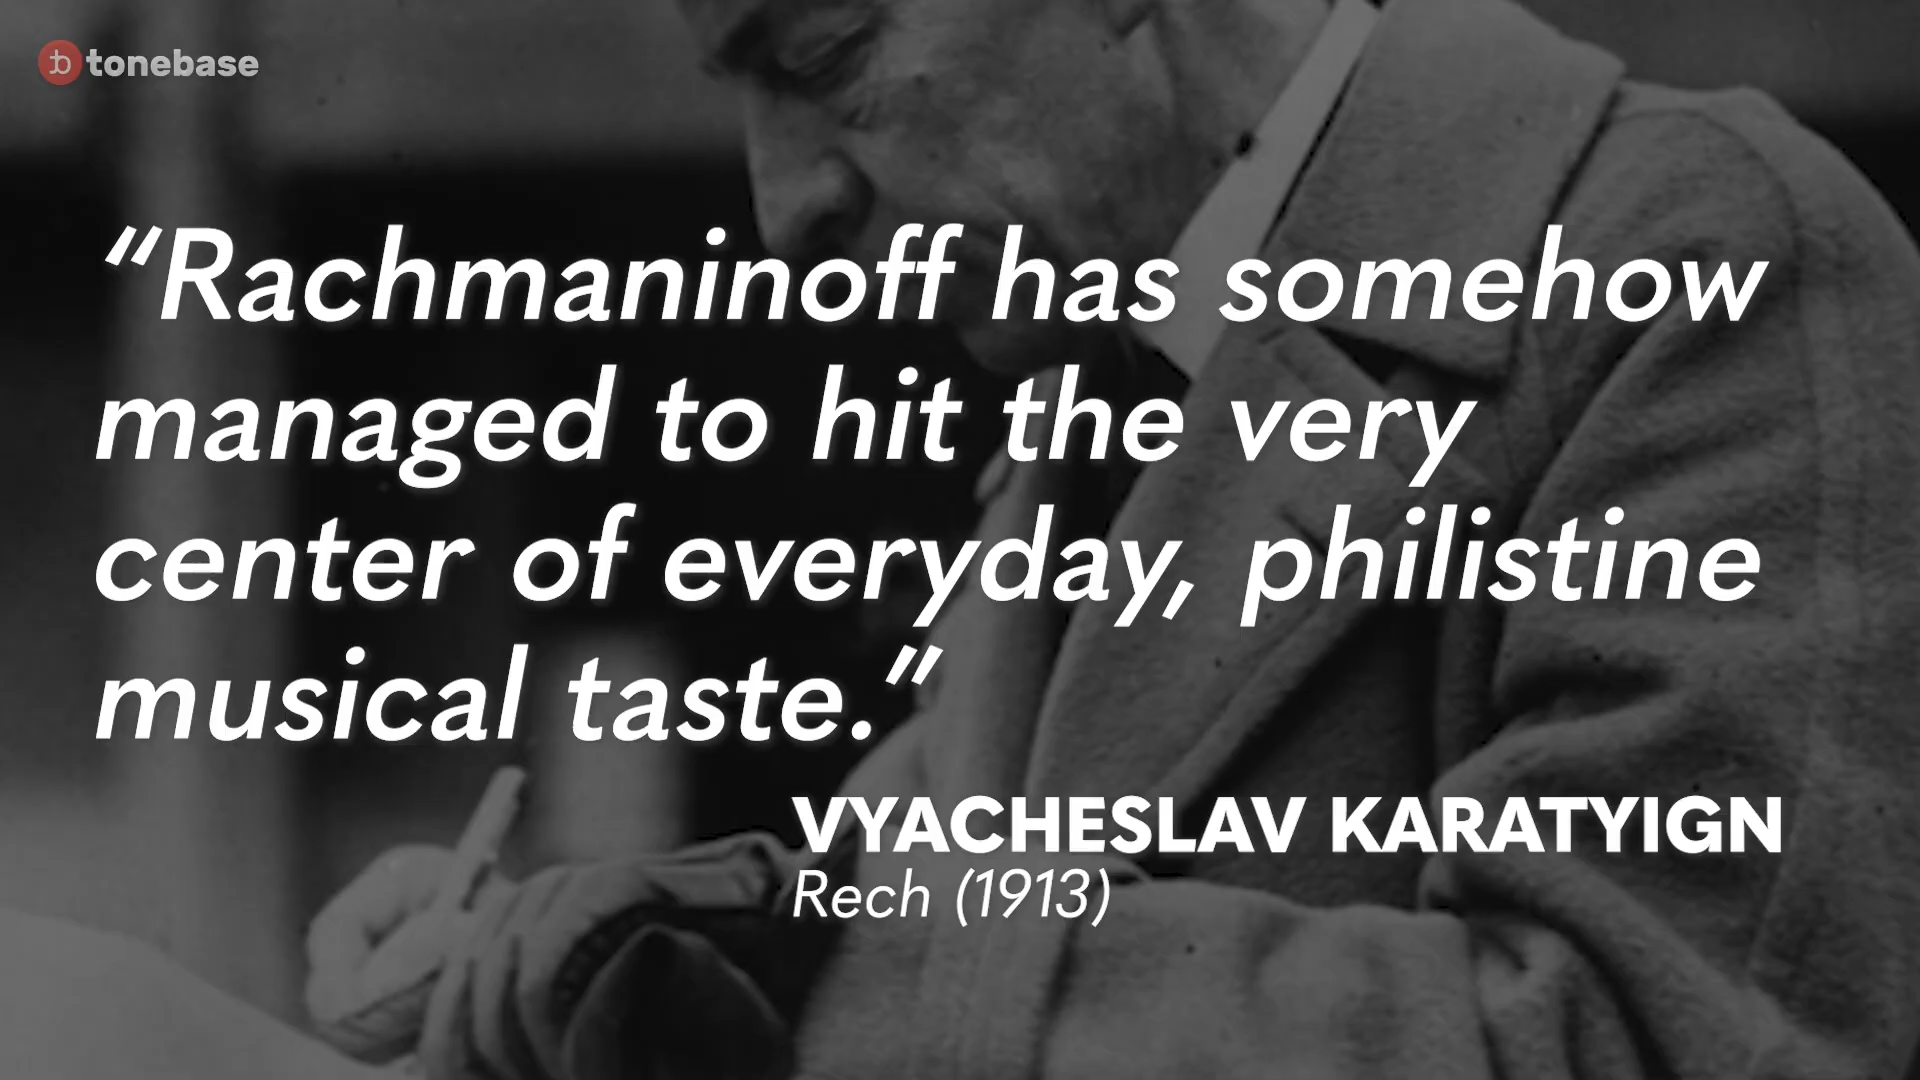 tonebase
“Rachmaninoff has somehow
managed to hit the very
center of everyday, philistine
musical taste.”
VYACHESLAV KARATYIGN
Rech (1913)